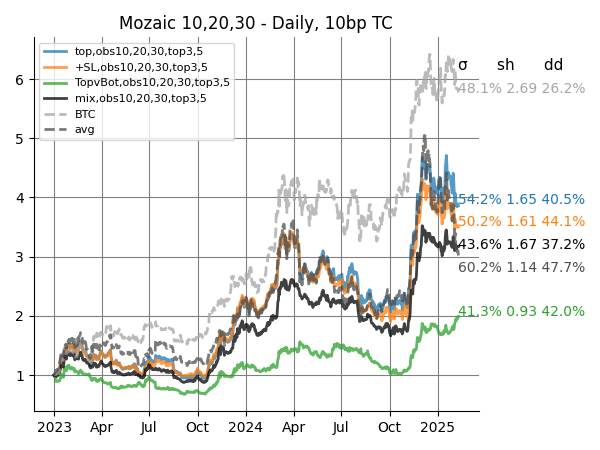 Mozaic 10,20,30 - Daily, 10bp TC
top,obs10,20,30,top3,5
+SL,obs10,20,30,top3,5
TopvBot,obs10,20,30,top3,5
mix,obs10,20,30,top3,5
BTC
avg
σ sh dd
48.1% 2.69 26.2%
54.2% 1.65 40.5%
50.2% 1.61 44.1%
43.6% 1.67 37.2%
60.2% 1.14 47.7%
41.3% 0.93 42.0%
6
5
4
3
2
1
2023 Apr Jul Oct 2024 Apr Jul Oct 2025